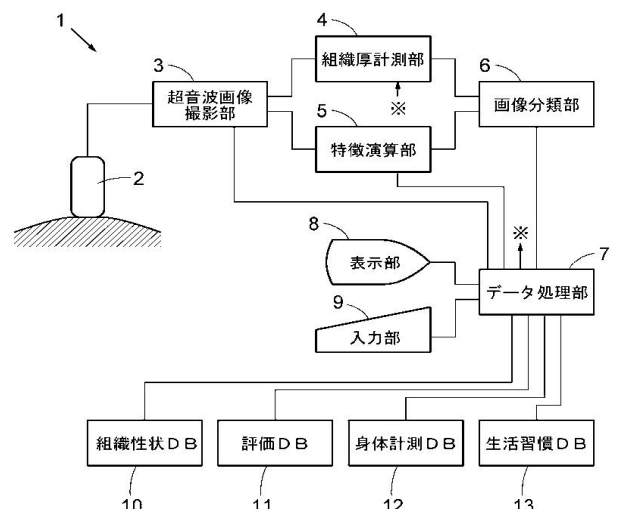 1
2
3
超音波画像
撮影部
4
組織厚計測部
※
5
特徴演算部
6
画像分類部
※
7
データ処理部
8
表示部
9
入力部
組織性状DB
10
評価DB
11
身体計測DB
12
生活習慣DB
13